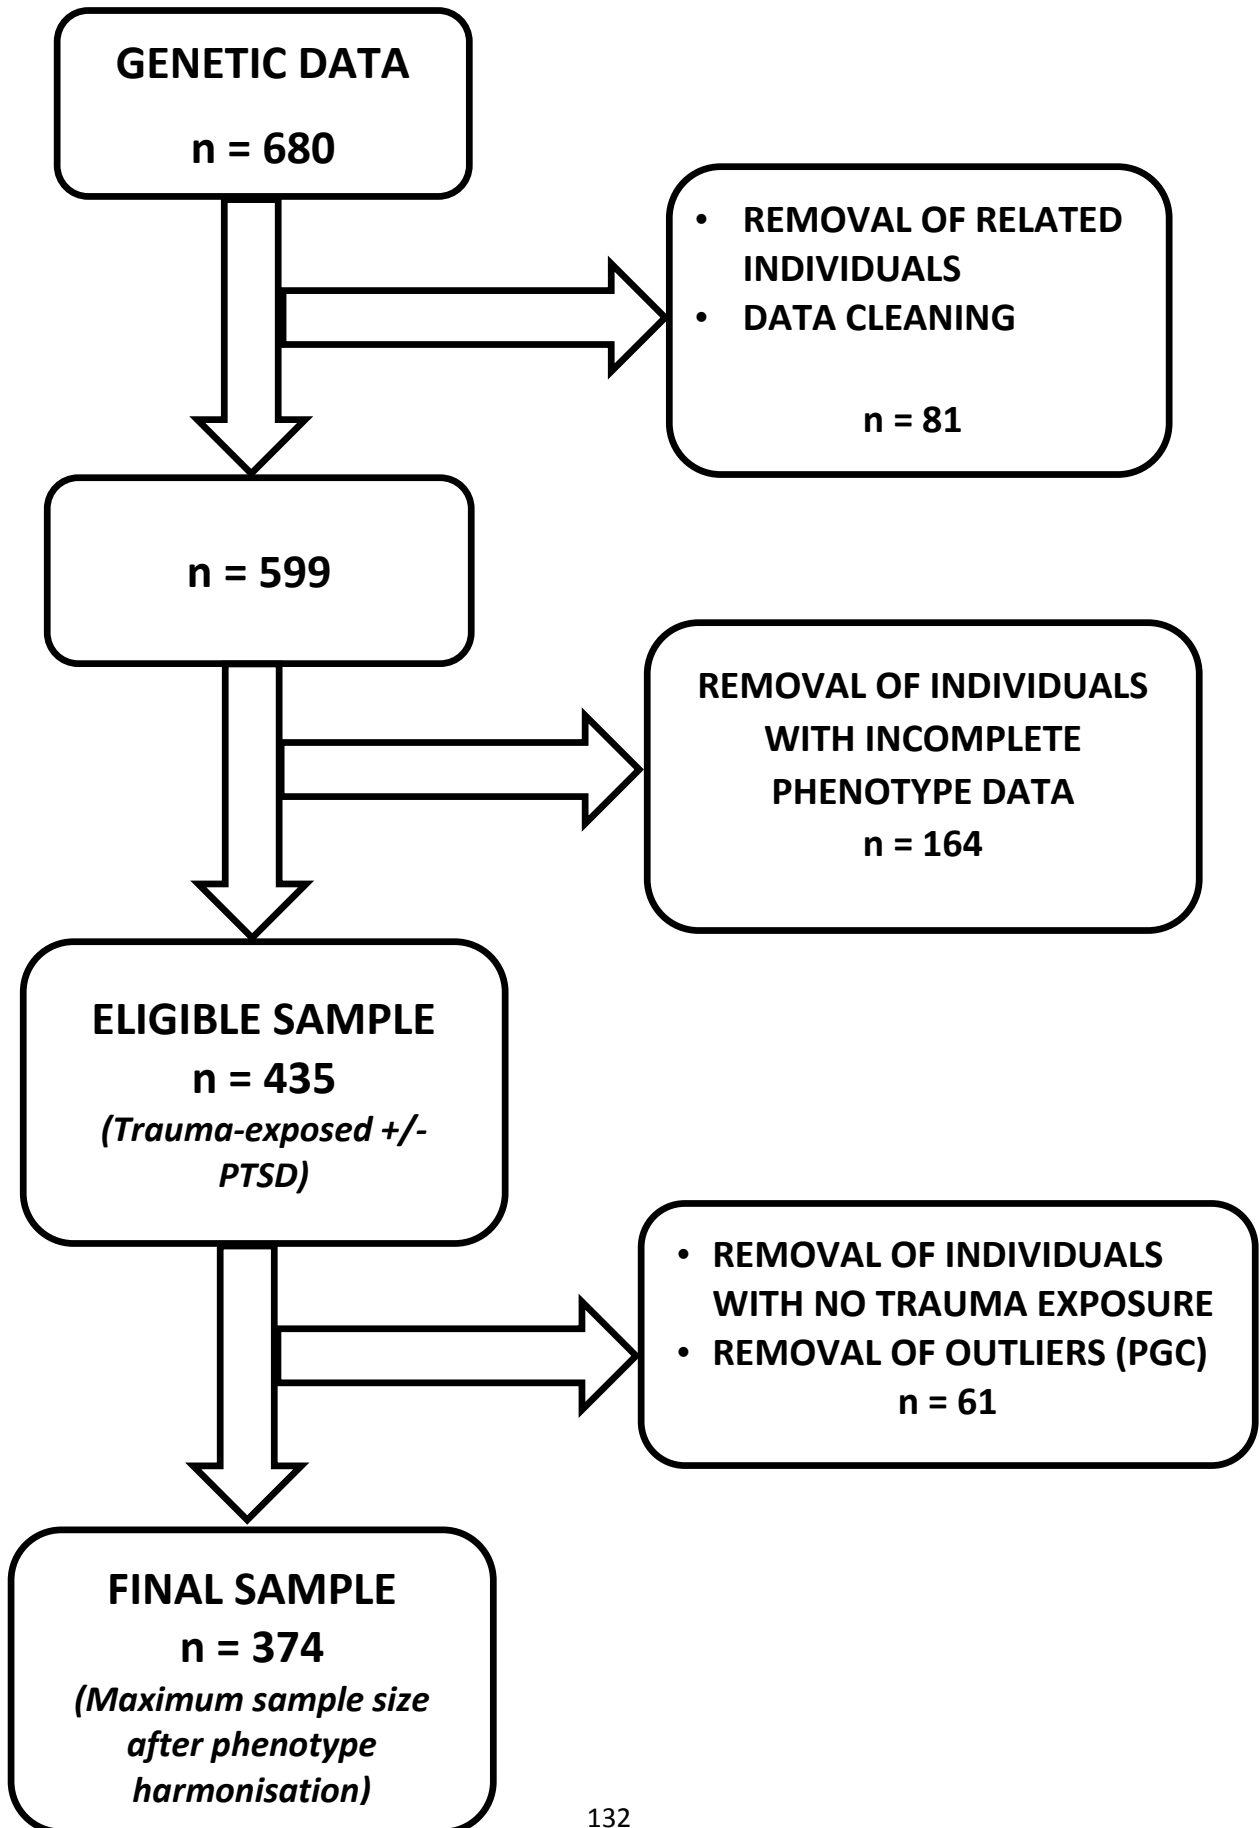 GENETIC DATA
n = 680
• REMOVAL OF RELATED
INDIVIDUALS
• DATA CLEANING
n = 81
n = 599
REMOVAL OF INDIVIDUALS
WITH INCOMPLETE
PHENOTYPE DATA
n = 164
ELIGIBLE SAMPLE
n = 435
(Trauma-exposed +/-
PTSD)
• REMOVAL OF INDIVIDUALS
WITH NO TRAUMA EXPOSURE
• REMOVAL OF OUTLIERS (PGC)
n = 61
FINAL SAMPLE
n = 374
(Maximum sample size
after phenotype
harmonisation)
132